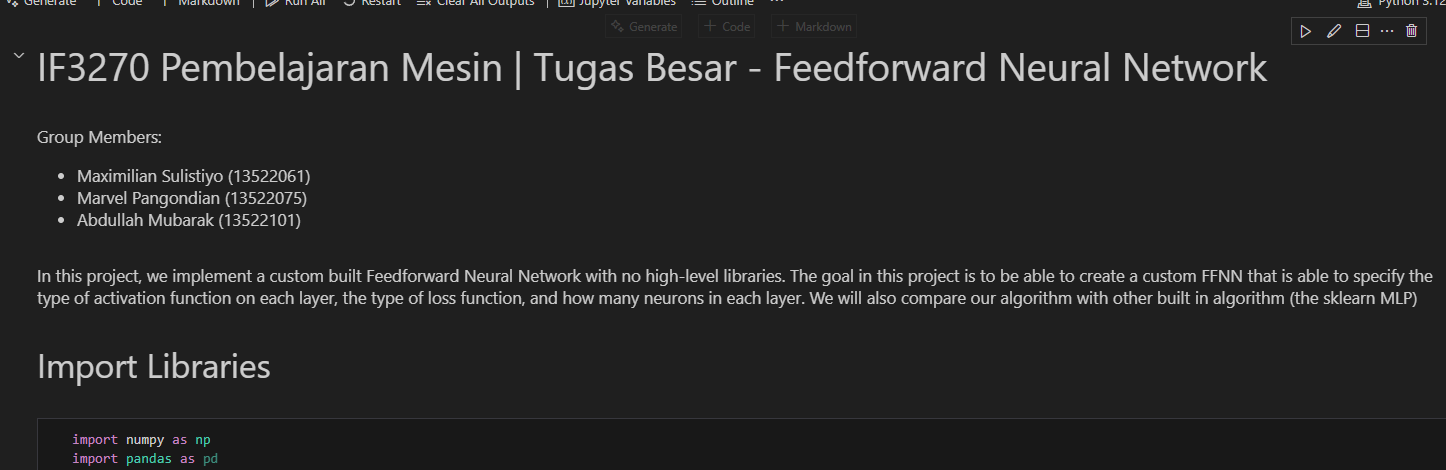 Generate + Code + Markdown | Run All Restart Clear All Outputs | Jupyter Variables Outline ... Python 3.12
Generate + Code + Markdown
IF3270 Pembelajaran Mesin | Tugas Besar - Feedforward Neural Network
Group Members:
• Maximilian Sulistiyo (13522061)
• Marvel Pangondian (13522075)
• Abdullah Mubarak (13522101)
In this project, we implement a custom built Feedforward Neural Network with no high-level libraries. The goal in this project is to be able to create a custom FFNN that is able to specify the
type of activation function on each layer, the type of loss function, and how many neurons in each layer. We will also compare our algorithm with other built in algorithm (the sklearn MLP)
Import Libraries
import numpy as np
import pandas as pd